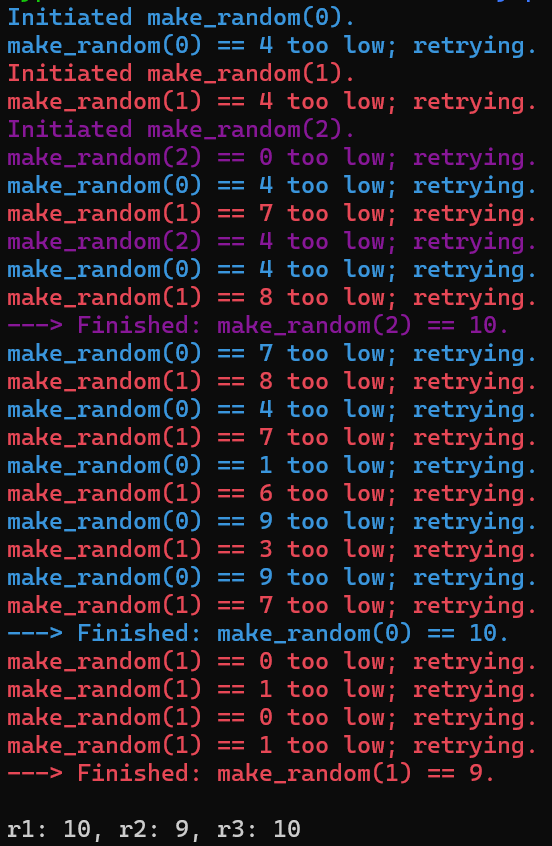 Initiated make_random(0).
make_random(0) == 4 too low; retrying.
Initiated make_random(1).
make_random(1) == 4 too low; retrying.
Initiated make_random(2).
make_random(2) == 0 too low; retrying.
make_random(0) == 4 too low; retrying.
make_random(1) == 7 too low; retrying.
make_random(2) == 4 too low; retrying.
make_random(0) == 4 too low; retrying.
make_random(1) == 8 too low; retrying.
---> Finished: make_random(2) == 10.
make_random(0) == 7 too low; retrying.
make_random(1) == 8 too low; retrying.
make_random(0) == 4 too low; retrying.
make_random(1) == 7 too low; retrying.
make_random(0) == 1 too low; retrying.
make_random(1) == 6 too low; retrying.
make_random(0) == 9 too low; retrying.
make_random(1) == 3 too low; retrying.
make_random(0) == 9 too low; retrying.
make_random(1) == 7 too low; retrying.
---> Finished: make_random(0) == 10.
make_random(1) == 0 too low; retrying.
make_random(1) == 1 too low; retrying.
make_random(1) == 0 too low; retrying.
make_random(1) == 1 too low; retrying.
---> Finished: make_random(1) == 9.
r1: 10, r2: 9, r3: 10